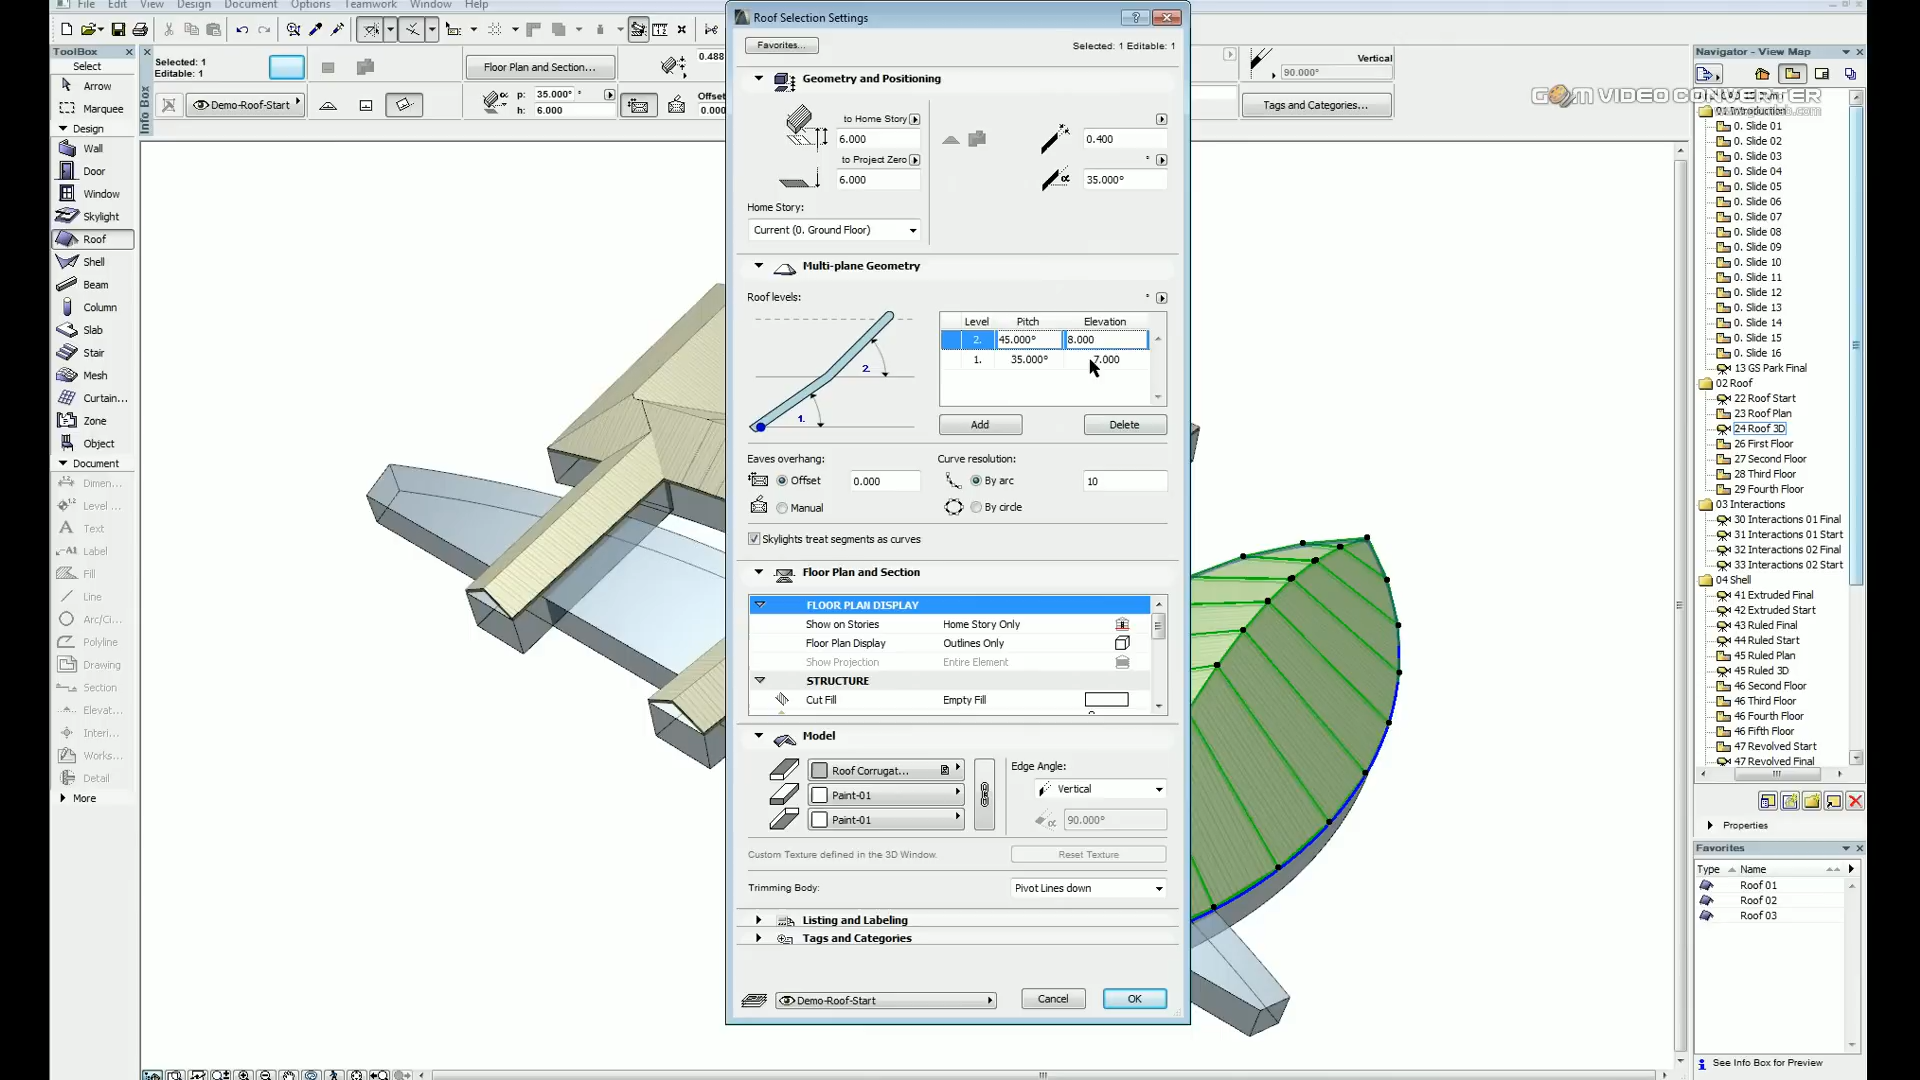 File Edit View Design Document Options Teamwork Window Help
Roof Selection Settings
Favorites...
Selected: 1 Editable: 1
ToolBox
Select
Arrow
Marquee
Design
Wall
Door
Window
Skylight
Roof
Shell
Beam
Column
Slab
Stair
Mesh
Curtain...
Zone
Object
Document
Dimen...
Level ...
Text
Label
Fill
Line
Arc/Ci...
Polyline
Drawing
Section
Elevat...
Interi...
Works...
Detail
More
Info Box
Selected: 1
Editable: 1
Demo-Roof-Start
Floor Plan and Section...
p: 35.000°
h: 6.000
0.488
Offset
0.000
Geometry and Positioning
to Home Story
6.000
to Project Zero
6.000
0.400
35.000°
Home Story:
Current (0. Ground Floor)
Multi-plane Geometry
Roof levels:
Level Pitch Elevation
2. 45.000° 8.000
1. 35.000° 7.000
2.
1.
Add Delete
Eaves overhang: Curve resolution:
Offset 0.000 By arc 10
Manual By circle
Skylights treat segments as curves
Floor Plan and Section
FLOOR PLAN DISPLAY
Show on Stories Home Story Only
Floor Plan Display Outlines Only
Show Projection Entire Element
STRUCTURE
Cut Fill Empty Fill
Model
Roof Corrugat... Edge Angle:
Paint-01 Vertical
Paint-01 90.000°
Custom Texture defined in the 3D Window. Reset Texture
Trimming Body: Pivot Lines down
Listing and Labeling
Tags and Categories
Demo-Roof-Start Cancel OK
Vertical
90.000°
Tags and Categories...
GOM VIDEO CONVERTER
Navigator - View Map
01 Introduction
0. Slide 01
0. Slide 02
0. Slide 03
0. Slide 04
0. Slide 05
0. Slide 06
0. Slide 07
0. Slide 08
0. Slide 09
0. Slide 10
0. Slide 11
0. Slide 12
0. Slide 13
0. Slide 14
0. Slide 15
0. Slide 16
13 GS Park Final
02 Roof
22 Roof Start
23 Roof Plan
24 Roof 3D
26 First Floor
27 Second Floor
28 Third Floor
29 Fourth Floor
03 Interactions
30 Interactions 01 Final
31 Interactions 01 Start
32 Interactions 02 Final
33 Interactions 02 Start
04 Shell
41 Extruded Final
42 Extruded Start
43 Ruled Final
44 Ruled Start
45 Ruled Plan
45 Ruled 3D
46 Second Floor
46 Third Floor
46 Fourth Floor
46 Fifth Floor
47 Revolved Start
47 Revolved Final
Properties
Favorites
Type Name
Roof 01
Roof 02
Roof 03
See Info Box for Preview